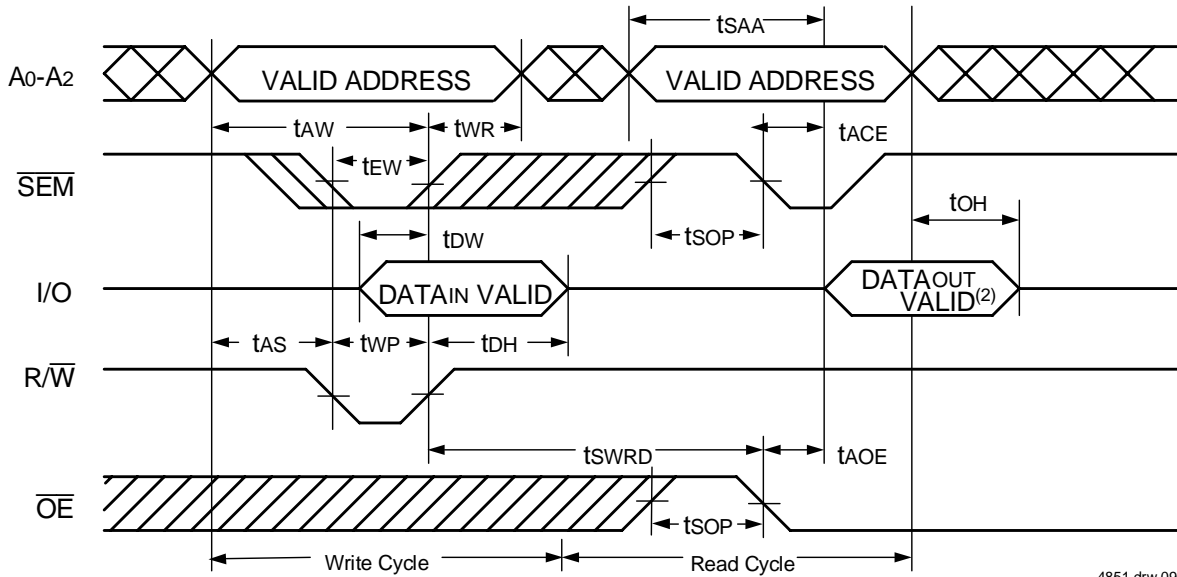 tSAA
A0-A2
VALID ADDRESS
VALID ADDRESS
tAW
tWR
tACE
tEW
SEM
tSOP
tOH
tDW
I/O
DATAIN VALID
DATAOUT
VALID(2)
tAS
tWP
tDH
R/W
tSWRD
tAOE
OE
tSOP
Write Cycle
Read Cycle
4851 drw 09